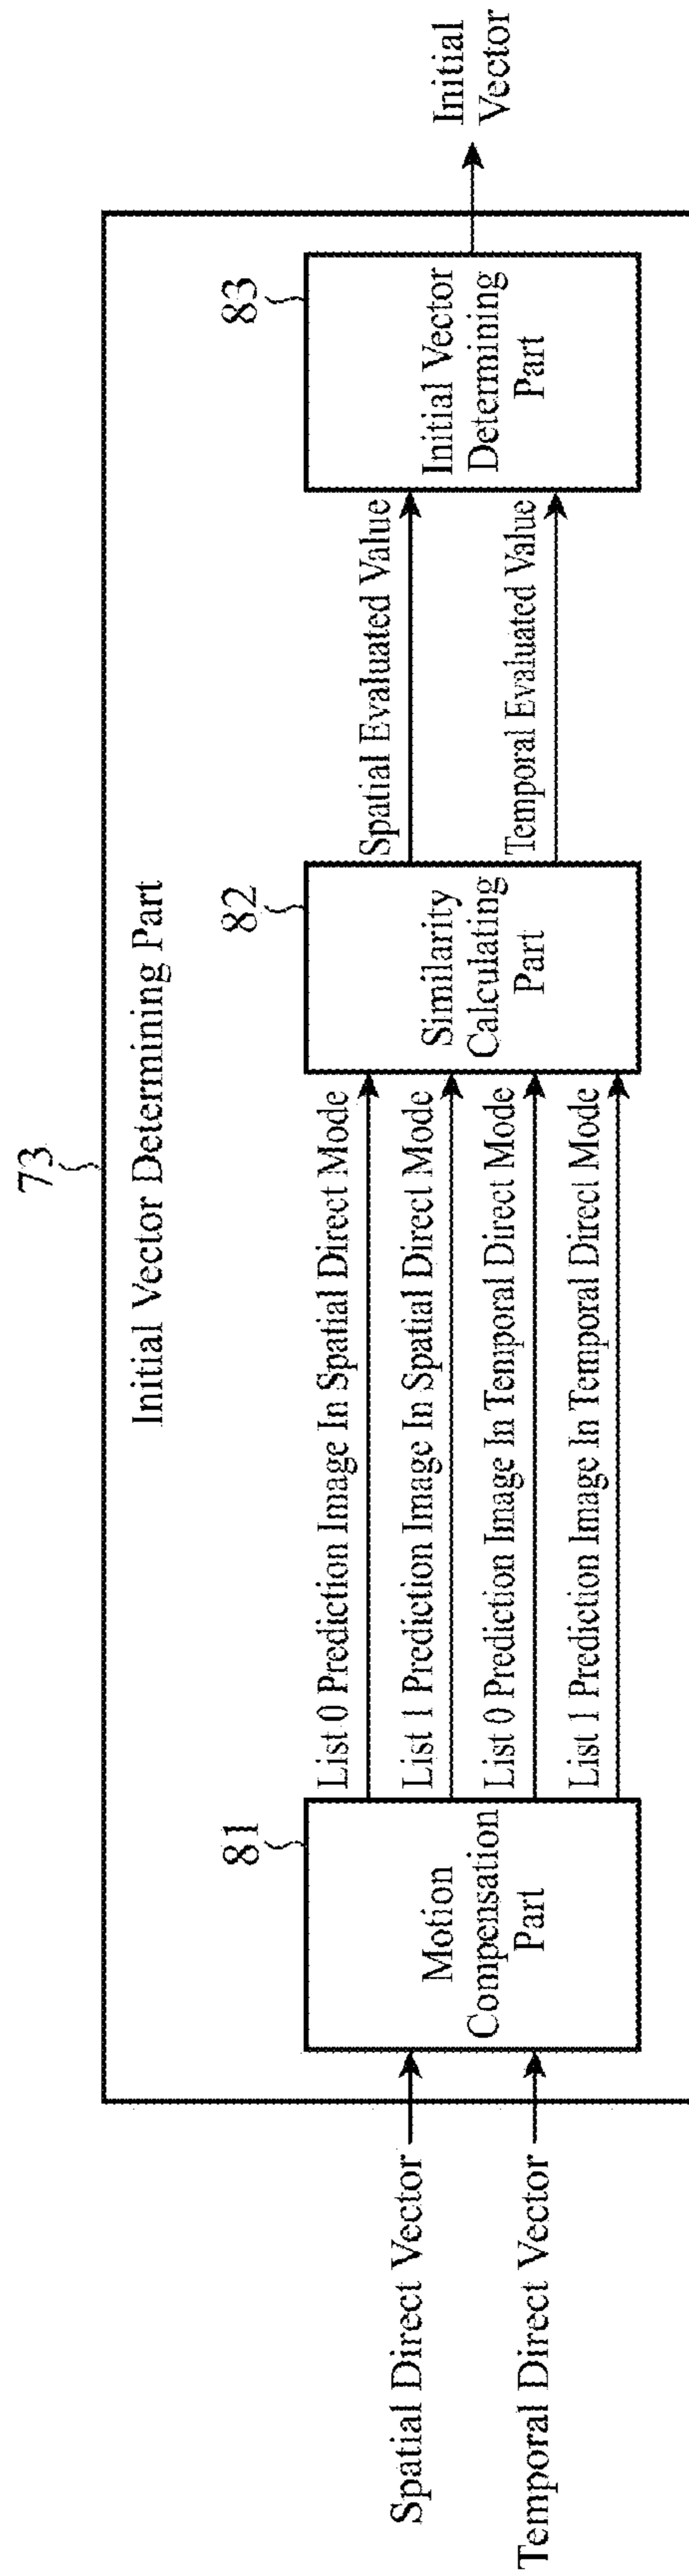 73
Initial Vector Determining Part
Spatial Direct Vector
Temporal Direct Vector
81
Motion
Compensation
Part
List 0 Prediction Image In Spatial Direct Mode
List 1 Prediction Image In Spatial Direct Mode
List 0 Prediction Image In Temporal Direct Mode
List 1 Prediction Image In Temporal Direct Mode
82
Similarity
Calculating
Part
Spatial Evaluated Value
Temporal Evaluated Value
83
Initial Vector
Determining
Part
Initial
Vector